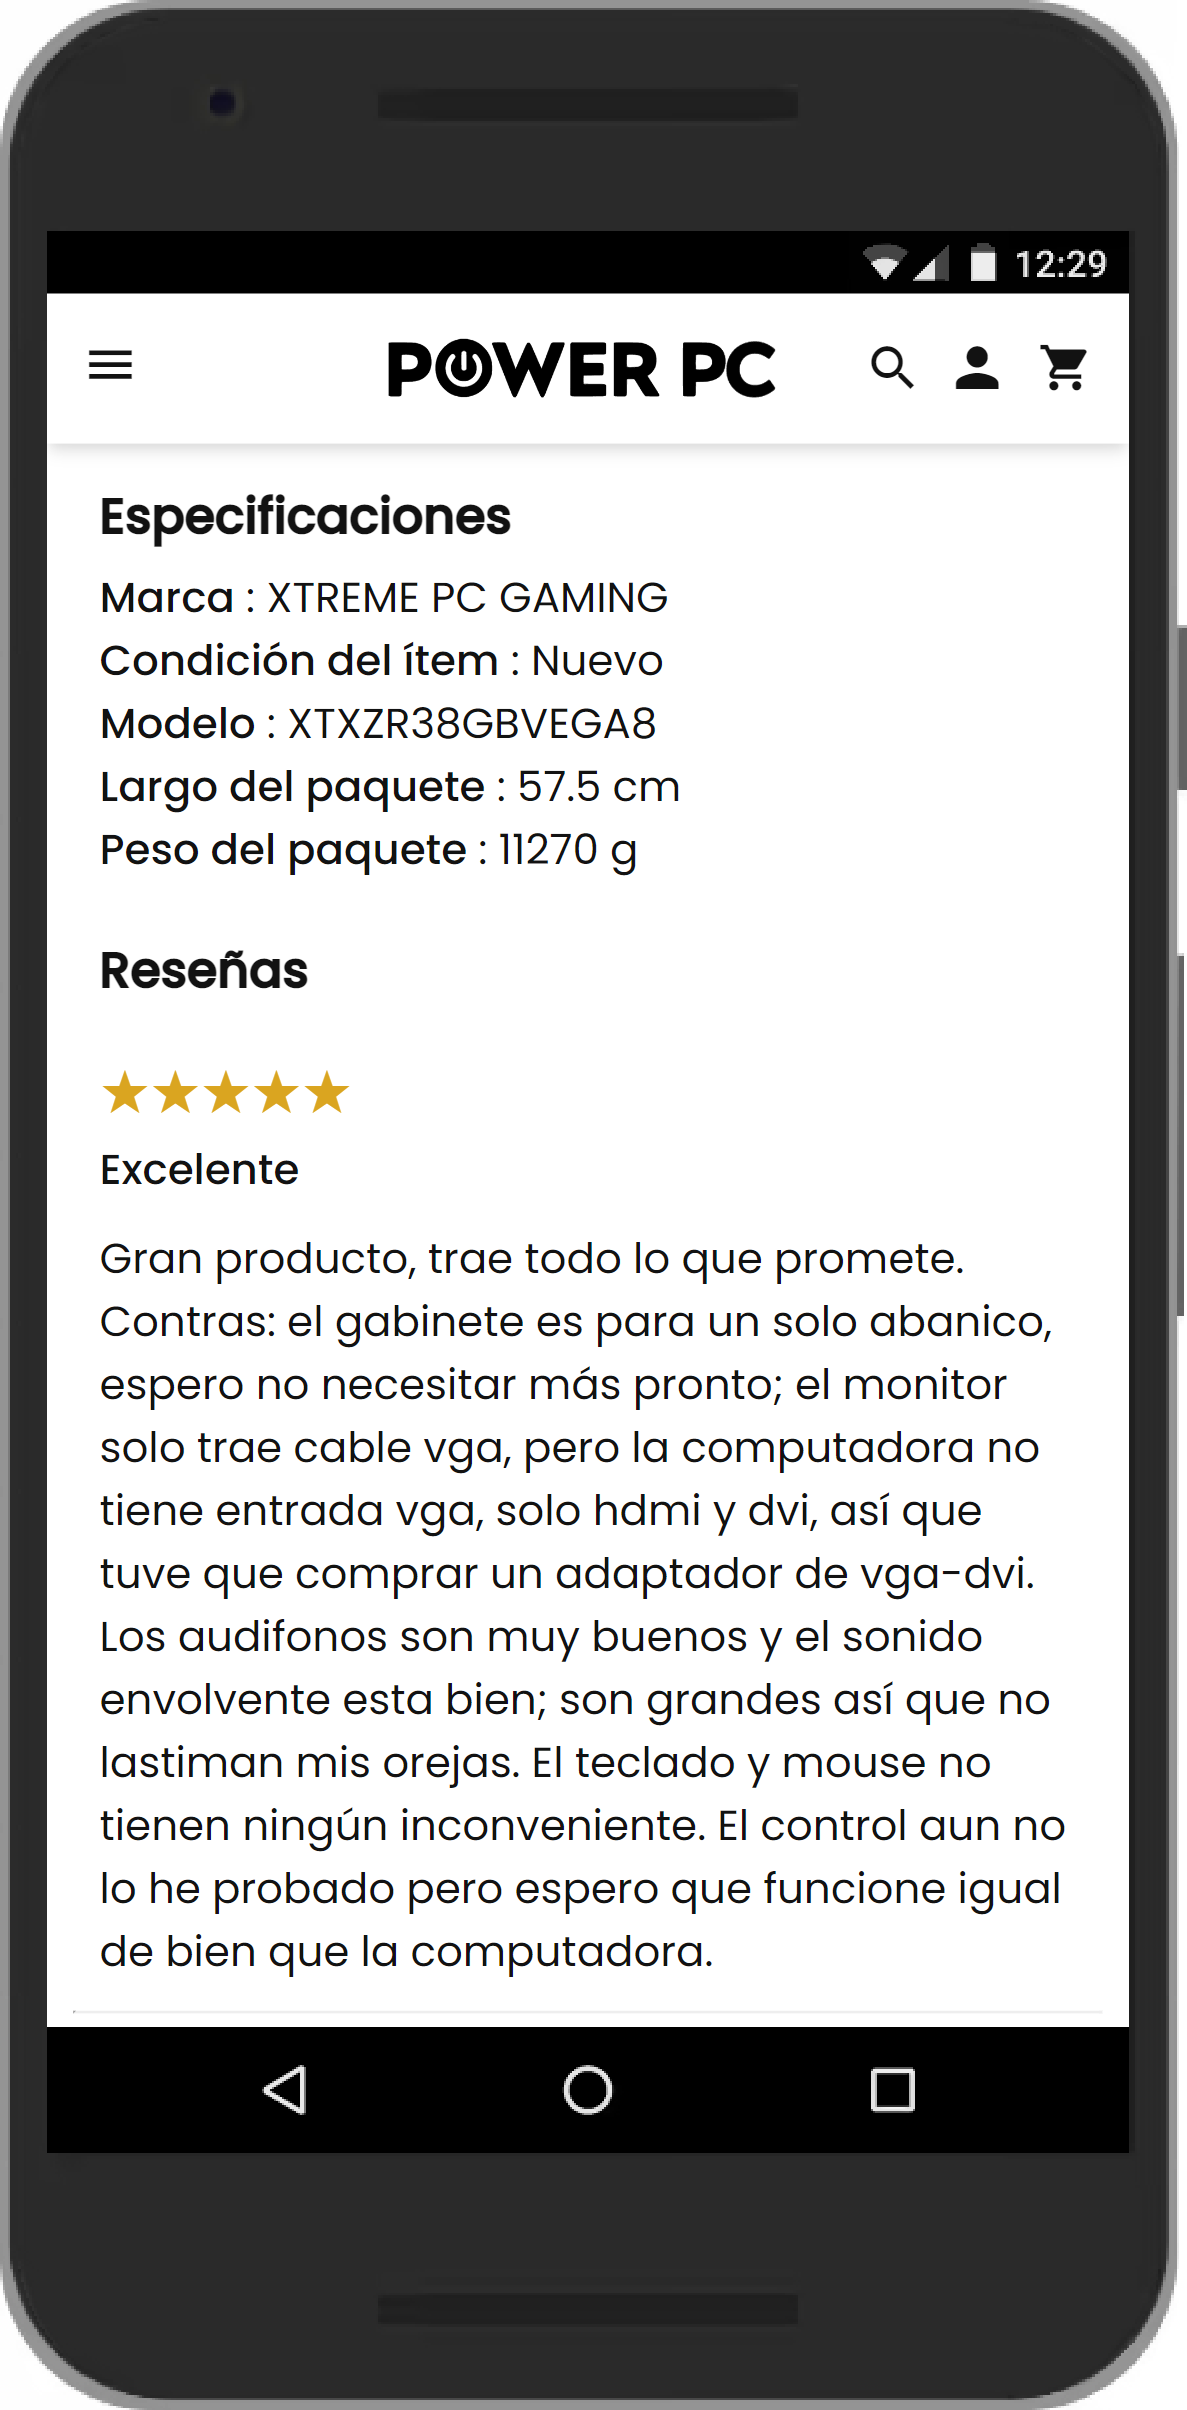 12:29
POWER PC
Especificaciones
Marca : XTREME PC GAMING
Condición del ítem : Nuevo
Modelo : XTXZR38GBVEGA8
Largo del paquete : 57.5 cm
Peso del paquete : 11270 g
Reseñas
Excelente
Gran producto, trae todo lo que promete.
Contras: el gabinete es para un solo abanico,
espero no necesitar más pronto; el monitor
solo trae cable vga, pero la computadora no
tiene entrada vga, solo hdmi y dvi, así que
tuve que comprar un adaptador de vga-dvi.
Los audifonos son muy buenos y el sonido
envolvente esta bien; son grandes así que no
lastiman mis orejas. El teclado y mouse no
tienen ningún inconveniente. El control aun no
lo he probado pero espero que funcione igual
de bien que la computadora.